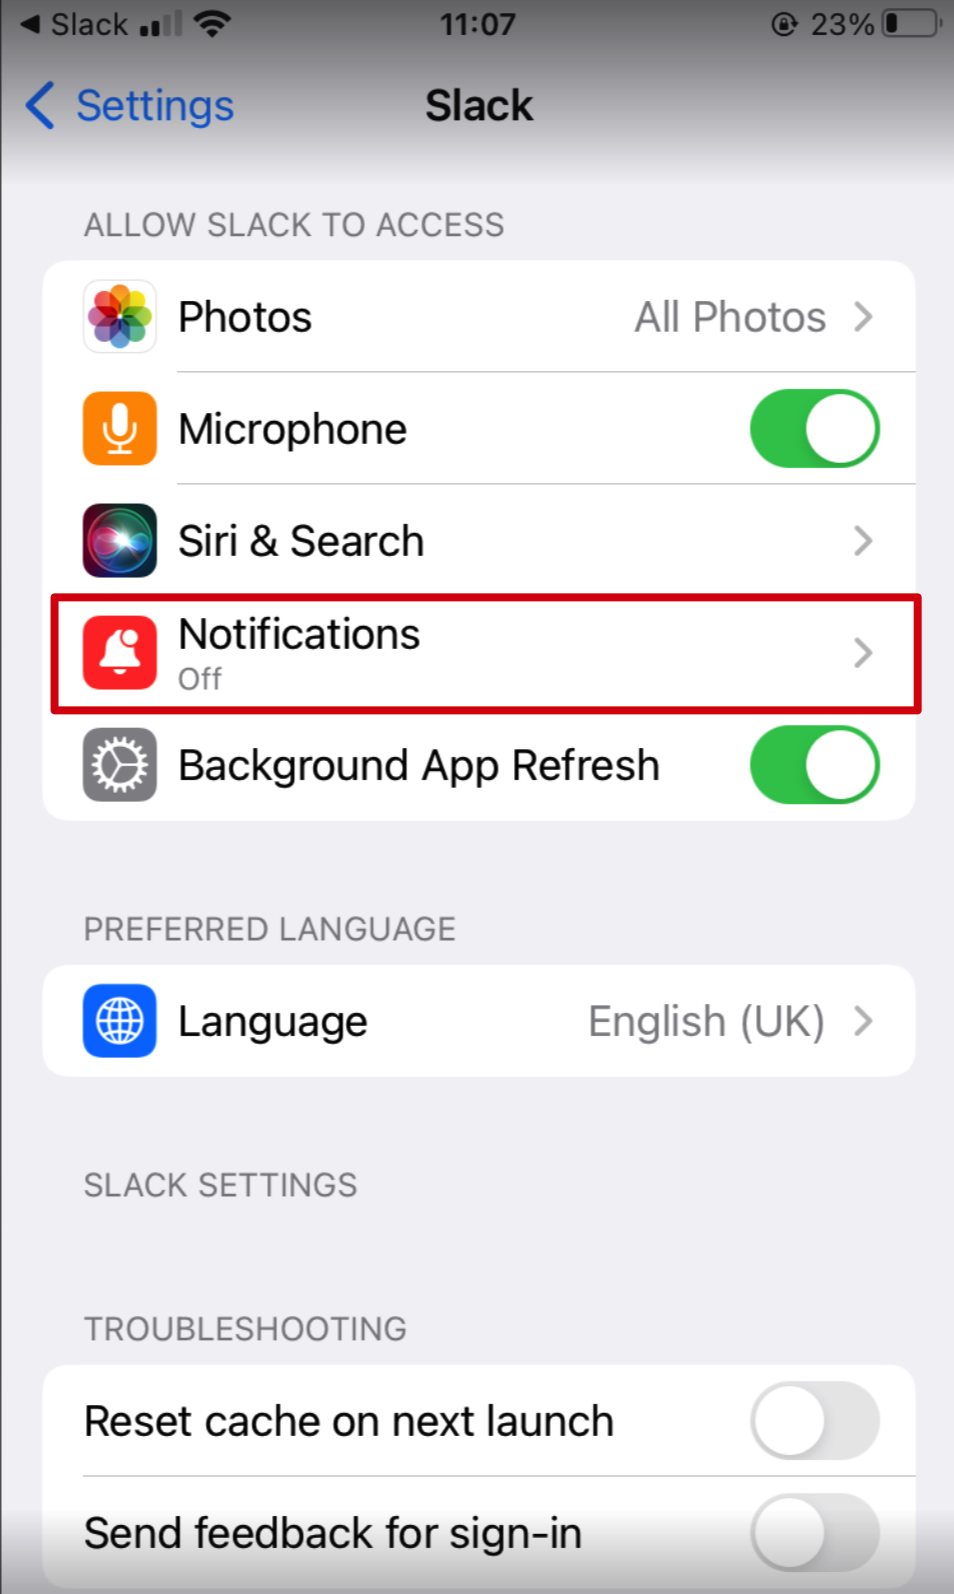 Slack 11:07 23%
Settings Slack
ALLOW SLACK TO ACCESS
Photos All Photos
Microphone
Siri & Search
Notifications
Off
Background App Refresh
PREFERRED LANGUAGE
Language English (UK)
SLACK SETTINGS
TROUBLESHOOTING
Reset cache on next launch
Send feedback for sign-in